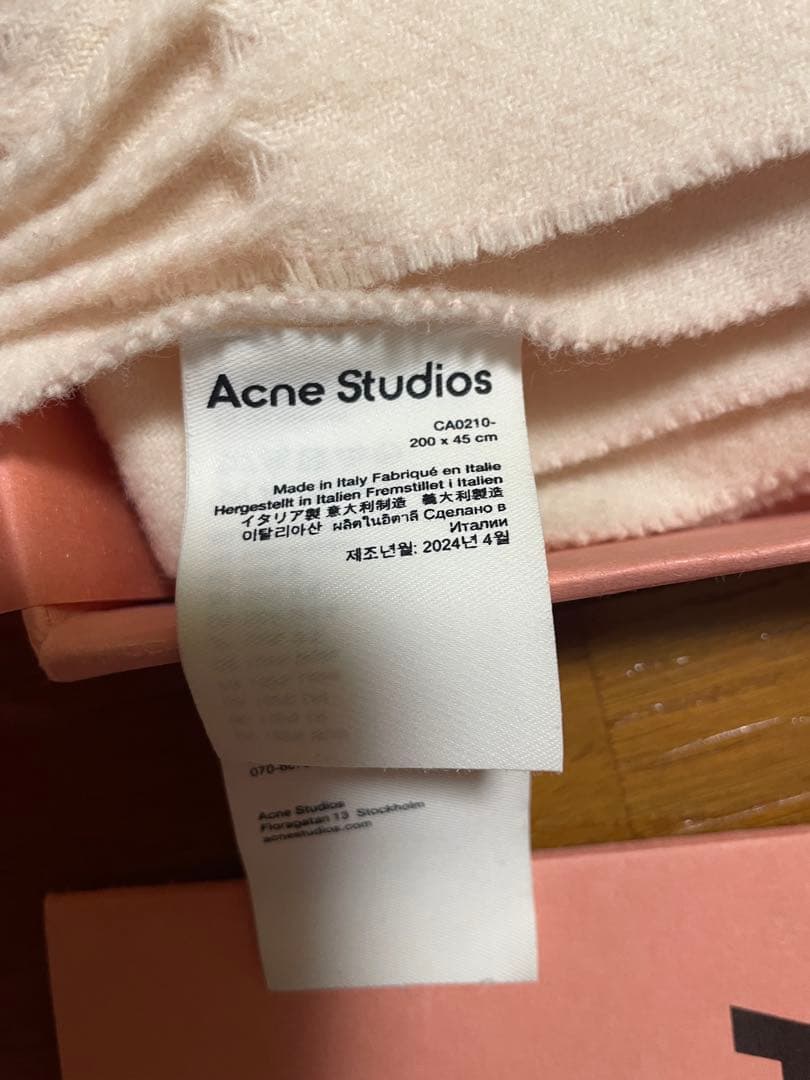 Acne Studios
CA0210-
200 x 45 cm
Made in Italy Fabriqué en Italie
Hergestellt in Italien Fremstillet i Italien
イタリア製 意大利制造 義大利製造
이탈리아산 ผลิตในอิตาลี Сделано в
Италии
제조년월: 2024년 4월
Acne Studios
Floragatan 13 Stockholm
acnestudios.com